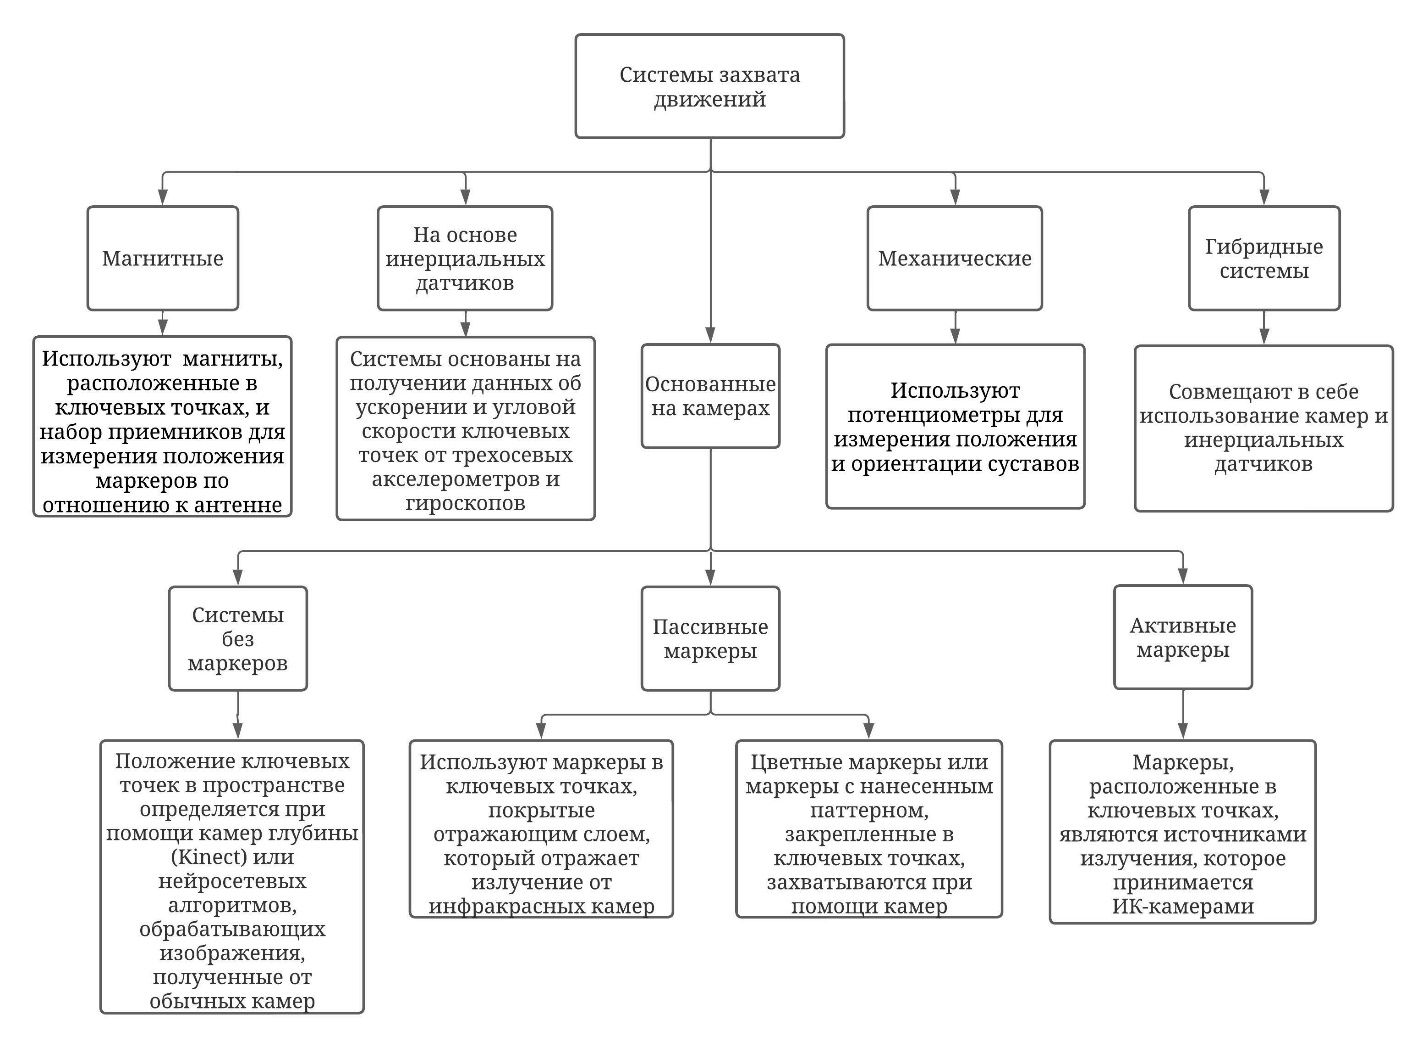 Системы захвата
движений
Магнитные
На основе
инерциальных
датчиков
Механические
Гибридные
системы
Используют  магниты,
расположенные в
ключевых точках, и
набор приемников для
измерения положения
маркеров по
отношению к антенне
Системы основаны на
получении данных об
ускорении и угловой
скорости ключевых
точек от трехосевых
акселерометров и
гироскопов
Основанные
на камерах
Используют
потенциометры для
измерения положения
и ориентации суставов
Совмещают в себе
использование камер и
инерциальных
датчиков
Системы
без
маркеров
Пассивные
маркеры
Активные
маркеры
Положение ключевых
точек в пространстве
определяется при
помощи камер глубины
(Kinect) или
нейросетевых
алгоритмов,
обрабатывающих
изображения,
полученные от
обычных камер
Используют маркеры в
ключевых точках,
покрытые
отражающим слоем,
который отражает
излучение от
инфракрасных камер
Цветные маркеры или
маркеры с нанесенным
паттерном,
закрепленные в
ключевых точках,
захватываются при
помощи камер
Маркеры,
расположенные в
ключевых точках,
являются источниками
излучения, которое
принимается
ИК-камерами